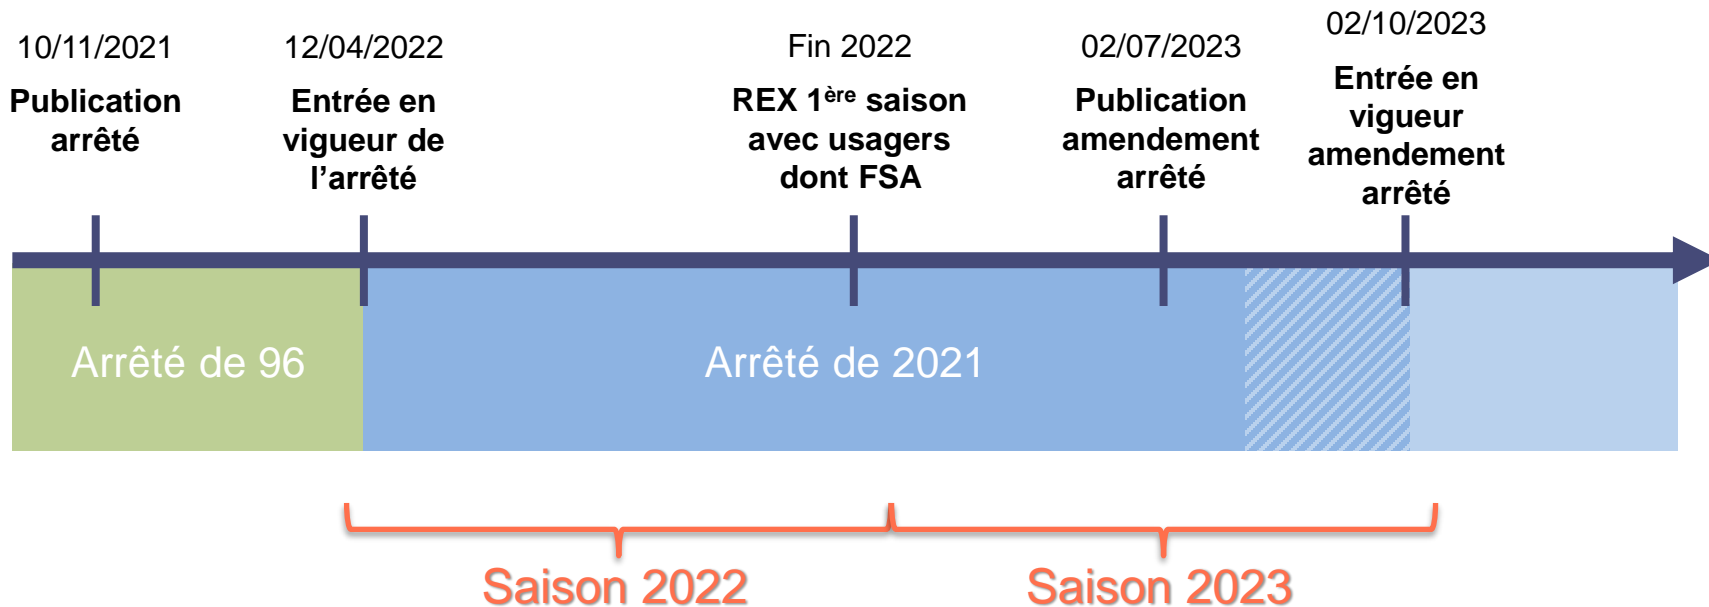 10/11/2021
Publication
arrêté
12/04/2022
Entrée en
vigueur de
l’arrêté
Fin 2022
REX 1ère saison
avec usagers
dont FSA
02/07/2023
Publication
amendement
arrêté
02/10/2023
Entrée en
vigueur
amendement
arrêté
Arrêté de 96
Arrêté de 2021
Saison 2022
Saison 2023